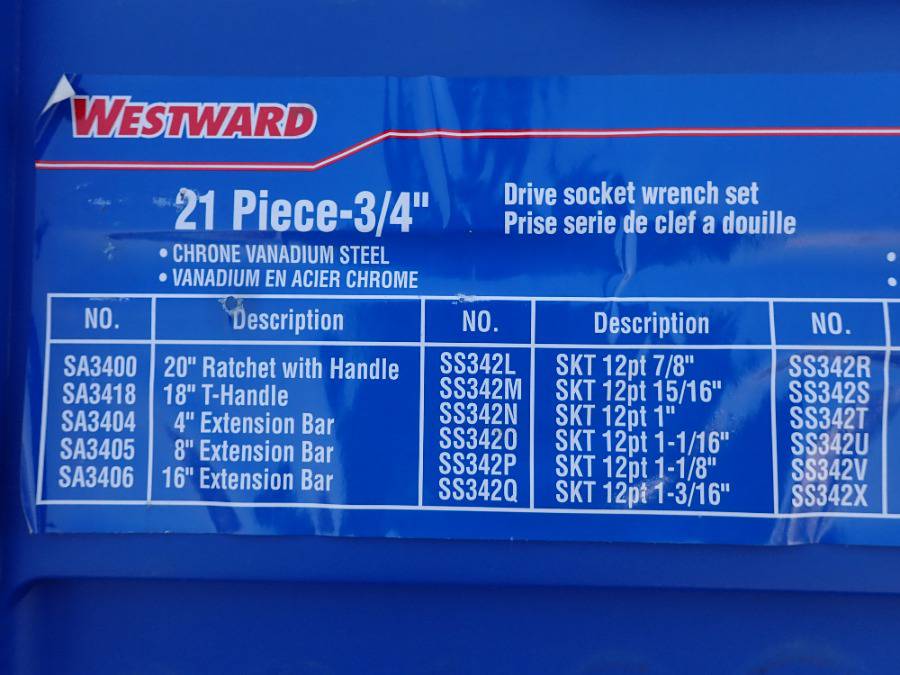 WESTWARD
21 Piece-3/4"
Drive socket wrench set
Prise serie de clef a douille
• CHRONE VANADIUM STEEL
• VANADIUM EN ACIER CHROME
NO. Description NO. Description NO.
SA3400 20" Ratchet with Handle SS342L SKT 12pt 7/8" SS342R
SA3418 18" T-Handle SS342M SKT 12pt 15/16" SS342S
SA3404 4" Extension Bar SS342N SKT 12pt 1" SS342T
SA3405 8" Extension Bar SS342O SKT 12pt 1-1/16" SS342U
SA3406 16" Extension Bar SS342P SKT 12pt 1-1/8" SS342V
SS342Q SKT 12pt 1-3/16" SS342X